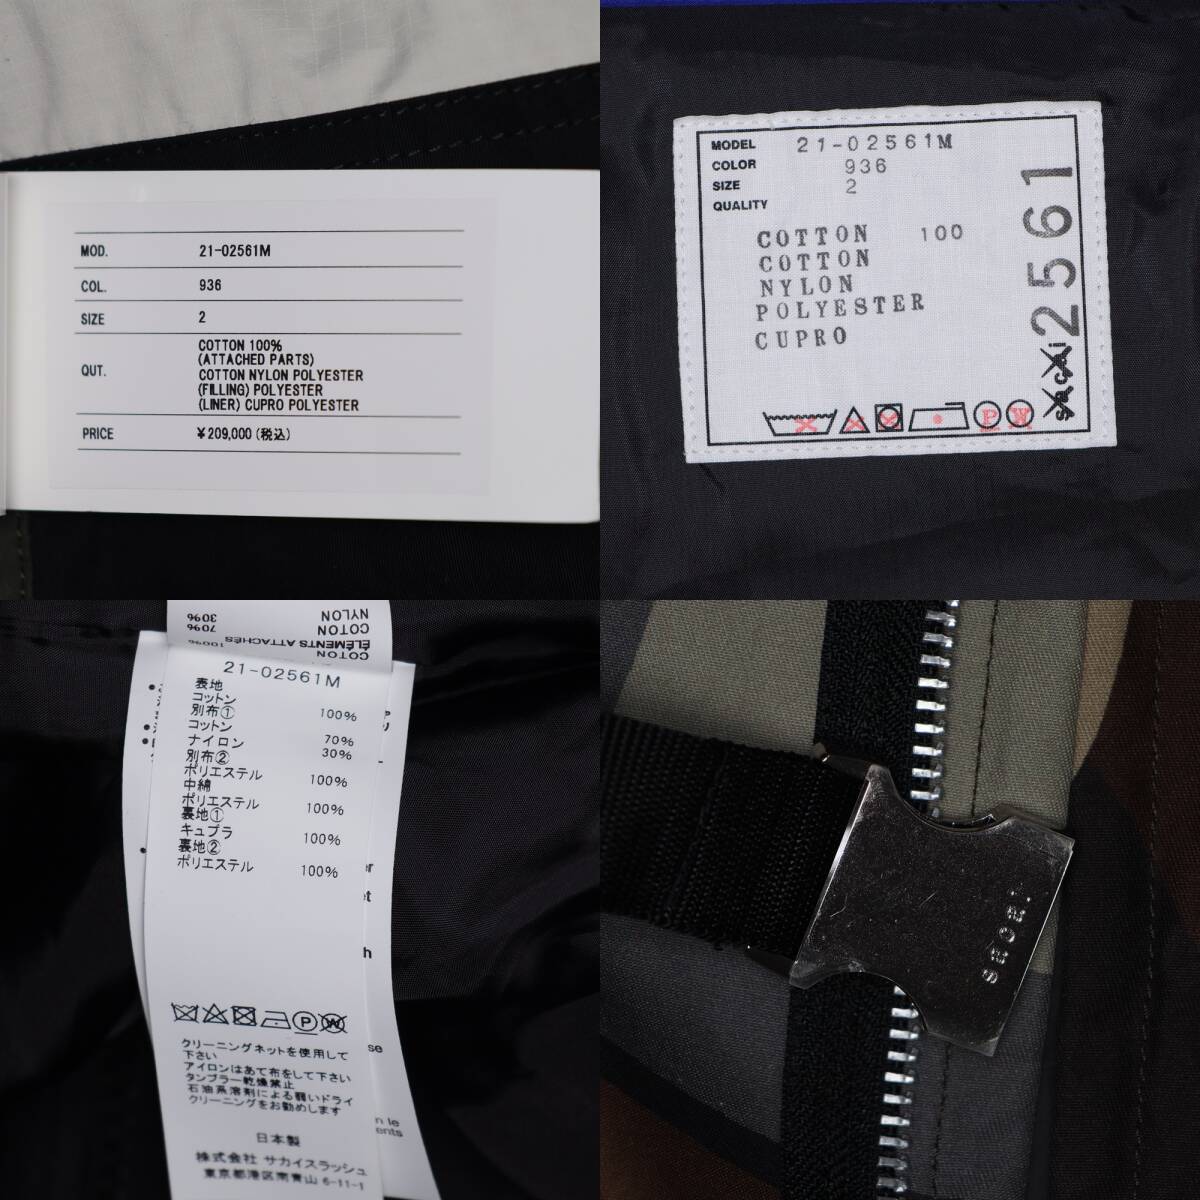 MOD. 21-02561M
COL. 936
SIZE 2
QUT. COTTON 100%
(ATTACHED PARTS)
COTTON NYLON POLYESTER
(FILLING) POLYESTER
(LINER) CUPRO POLYESTER
PRICE ¥209,000(税込)
MODEL 21-02561M
COLOR 936
SIZE 2
QUALITY
COTTON 100
COTTON
NYLON
POLYESTER
CUPRO
2561
sacai
P W
COTTON 100%
ÉLÉMENTS ATTACHÉS
COTON 70%
NYLON 30%
21-02561M
表地
コットン 100%
別布①
コットン 70%
ナイロン 30%
別布②
ポリエステル 100%
中綿
ポリエステル 100%
裏地①
キュプラ 100%
裏地②
ポリエステル 100%
P W
クリーニングネットを使用して
下さい
アイロンはあて布をして下さい
タンブラー乾燥禁止
石油系溶剤による弱いドライ
クリーニングをお勧めします
日本製
株式会社 サカイスラッシュ
東京都港区南青山 6-11-1
sacai